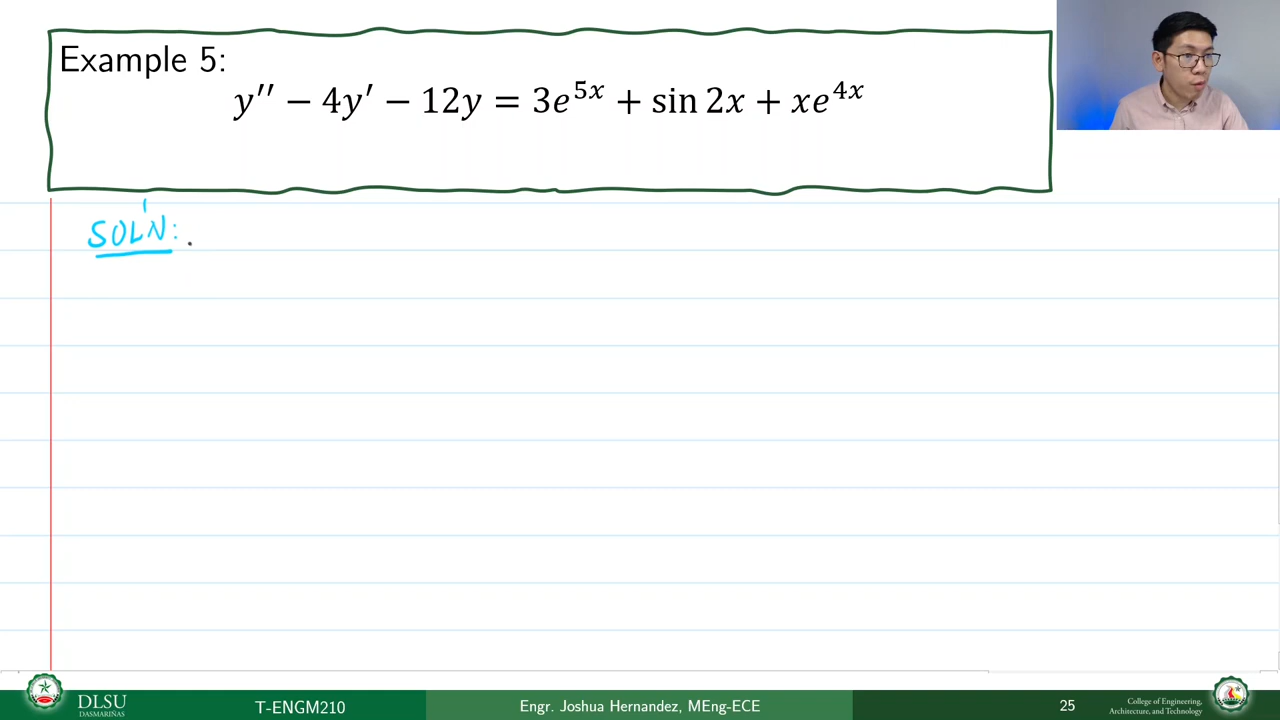 Example 5:
y′′ − 4y′ − 12y = 3e^{5x} + sin 2x + xe^{4x}
SOL'N:
DLSU
DASMARIÑAS
T-ENGM210
Engr. Joshua Hernandez, MEng-ECE
25
College of Engineering,
Architecture, and Technology